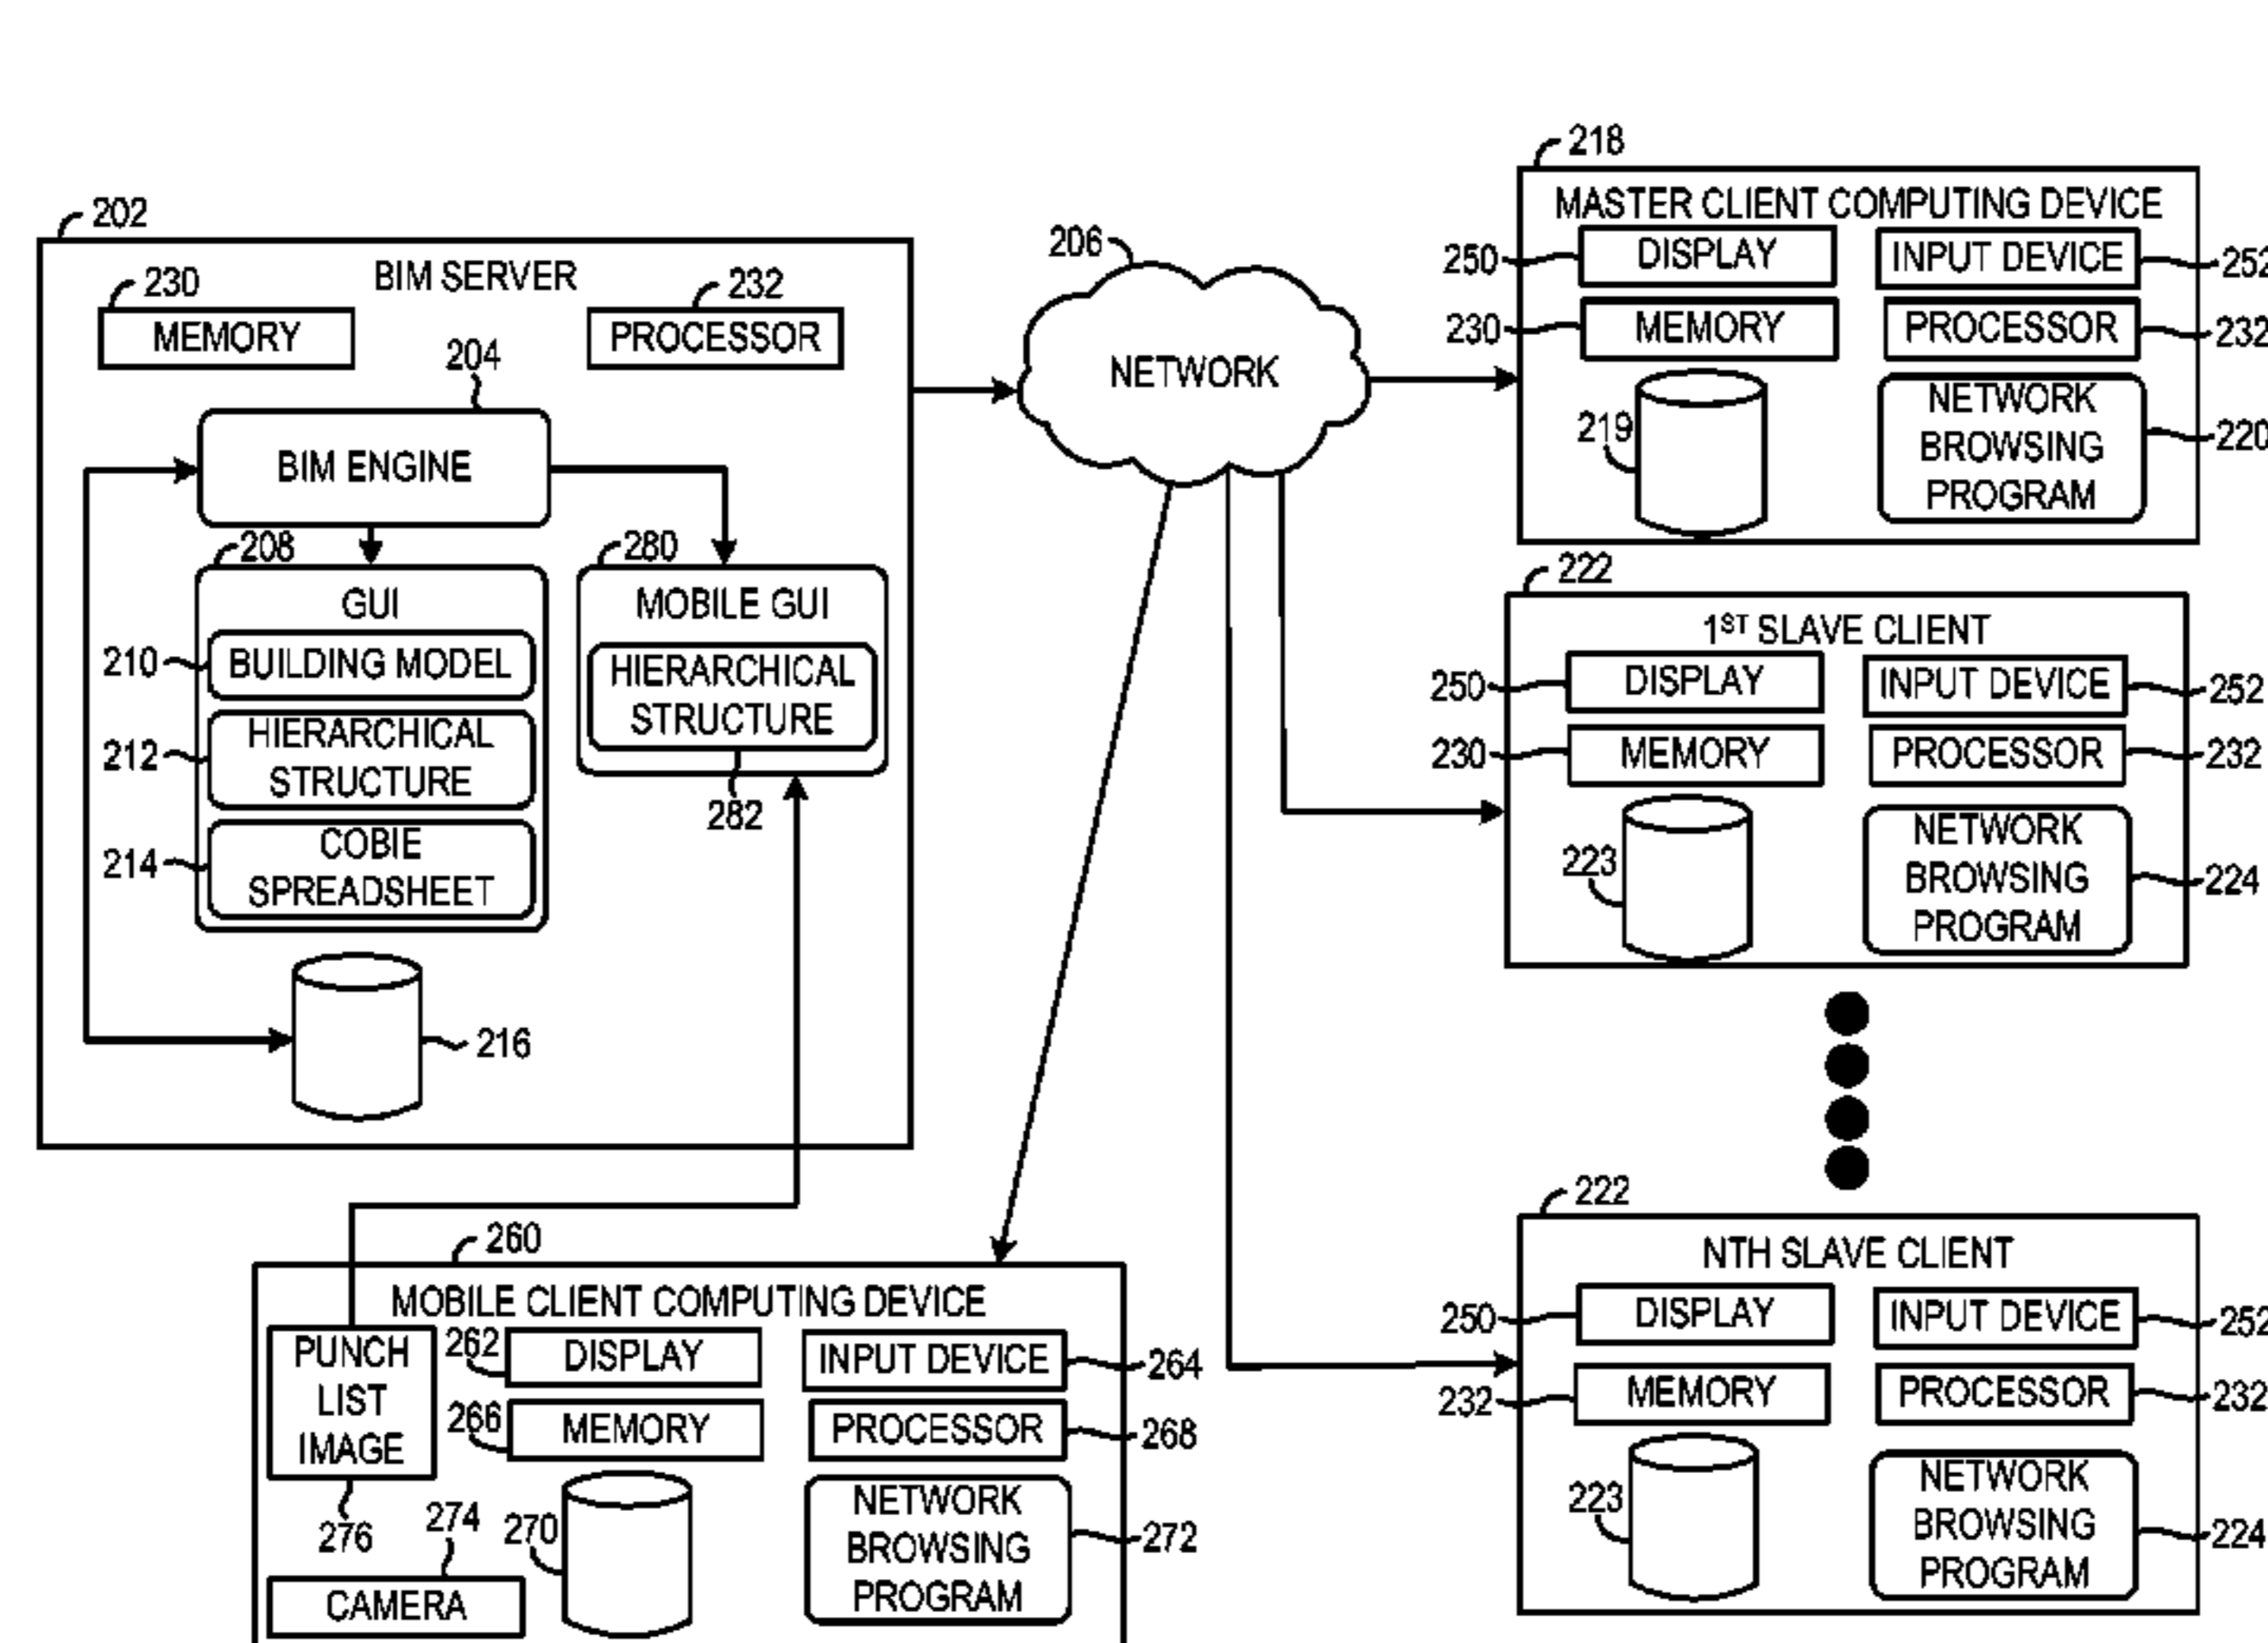 202
BIM SERVER
230
232
MEMORY
PROCESSOR
204
BIM ENGINE
208
280
GUI
MOBILE GUI
210
BUILDING MODEL
HIERARCHICAL
STRUCTURE
212
HIERARCHICAL
STRUCTURE
282
214
COBIE
SPREADSHEET
216
206
NETWORK
218
MASTER CLIENT COMPUTING DEVICE
250
DISPLAY
INPUT DEVICE
252
230
MEMORY
PROCESSOR
232
219
NETWORK
BROWSING
PROGRAM
220
222
1ST SLAVE CLIENT
250
DISPLAY
INPUT DEVICE
252
230
MEMORY
PROCESSOR
232
223
NETWORK
BROWSING
PROGRAM
224
222
NTH SLAVE CLIENT
250
DISPLAY
INPUT DEVICE
252
232
MEMORY
PROCESSOR
232
223
NETWORK
BROWSING
PROGRAM
224
260
MOBILE CLIENT COMPUTING DEVICE
PUNCH
LIST
IMAGE
276
262
DISPLAY
INPUT DEVICE
264
266
MEMORY
PROCESSOR
268
274
CAMERA
270
NETWORK
BROWSING
PROGRAM
272